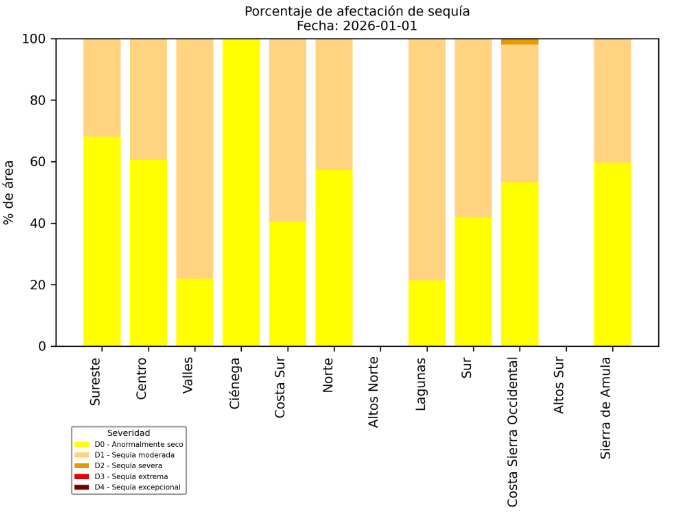 Porcentaje de afectación de sequía
Fecha: 2026-01-01
% de área
100
80
60
40
20
0
Sureste
Centro
Valles
Ciénega
Costa Sur
Norte
Altos Norte
Lagunas
Sur
Costa Sierra Occidental
Altos Sur
Sierra de Amula
Severidad
D0 - Anormalmente seco
D1 - Sequía moderada
D2 - Sequía severa
D3 - Sequía extrema
D4 - Sequía excepcional